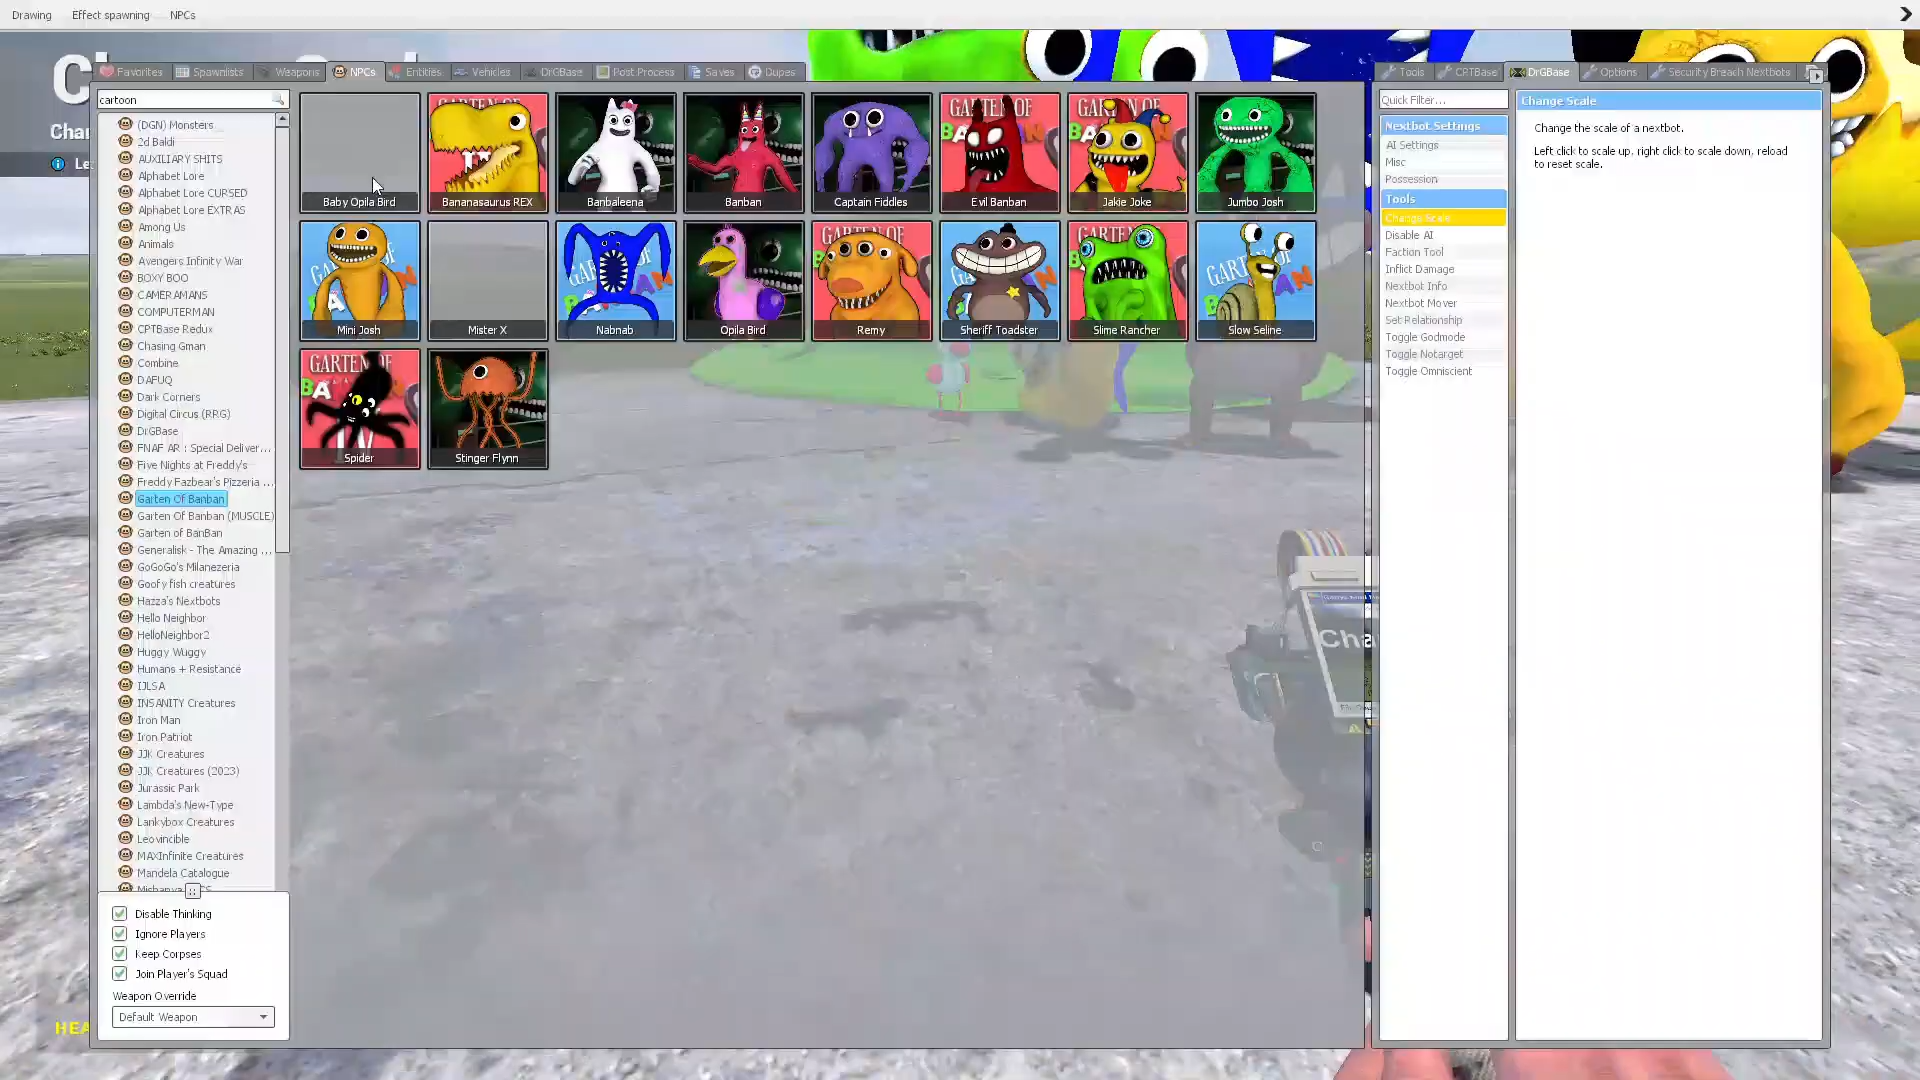 Drawing Effect spawning NPCs
Favorites Spawnlists Weapons NPCs Entities Vehicles DrGBase Post Process Saves Dupes
Tools CPTBase DrGBase Options Security Breach Nextbots
cartoon
(DGN) Monsters
2d Baldi
AUXILIARY SHITS
Alphabet Lore
Alphabet Lore CURSED
Alphabet Lore EXTRAS
Among Us
Animals
Avengers Infinity War
BOXY BOO
CAMERAMANS
COMPUTERMAN
CPTBase Redux
Chasing Gman
Combine
DAFUQ
Dark Corners
Digital Circus (RRG)
DrGBase
FNAF AR : Special Deliver...
Five Nights at Freddy's
Freddy Fazbear's Pizzeria ...
Garten Of Banban
Garten Of Banban (MUSCLE)
Garten of BanBan
Generalisk - The Amazing ...
GoGoGo's Milanezeria
Goofy fish creatures
Hazza's Nextbots
Hello Neighbor
HelloNeighbor2
Huggy Wuggy
Humans + Resistance
IJLSA
INSANITY Creatures
Iron Man
Iron Patriot
JJK Creatures
JJK Creatures (2023)
Jurassic Park
Lambda's New-Type
Lankybox Creatures
Leovincible
MAXInfinite Creatures
Mandela Catalogue
Disable Thinking
Ignore Players
Keep Corpses
Join Player's Squad
Weapon Override
Default Weapon
Baby Opila Bird Bananasaurus REX Banbaleena Banban Captain Fiddles Evil Banban Jakie Joke Jumbo Josh
Mini Josh Mister X Nabnab Opila Bird Remy Sheriff Toadster Slime Rancher Slow Seline
Spider Stinger Flynn
Quick Filter...
Nextbot Settings
AI Settings
Misc
Possession
Tools
Change Scale
Disable AI
Faction Tool
Inflict Damage
Nextbot Info
Nextbot Mover
Set Relationship
Toggle Godmode
Toggle Notarget
Toggle Omniscient
Change Scale
Change the scale of a nextbot.
Left click to scale up, right click to scale down, reload
to reset scale.
Cha
Cha
Le
HEA